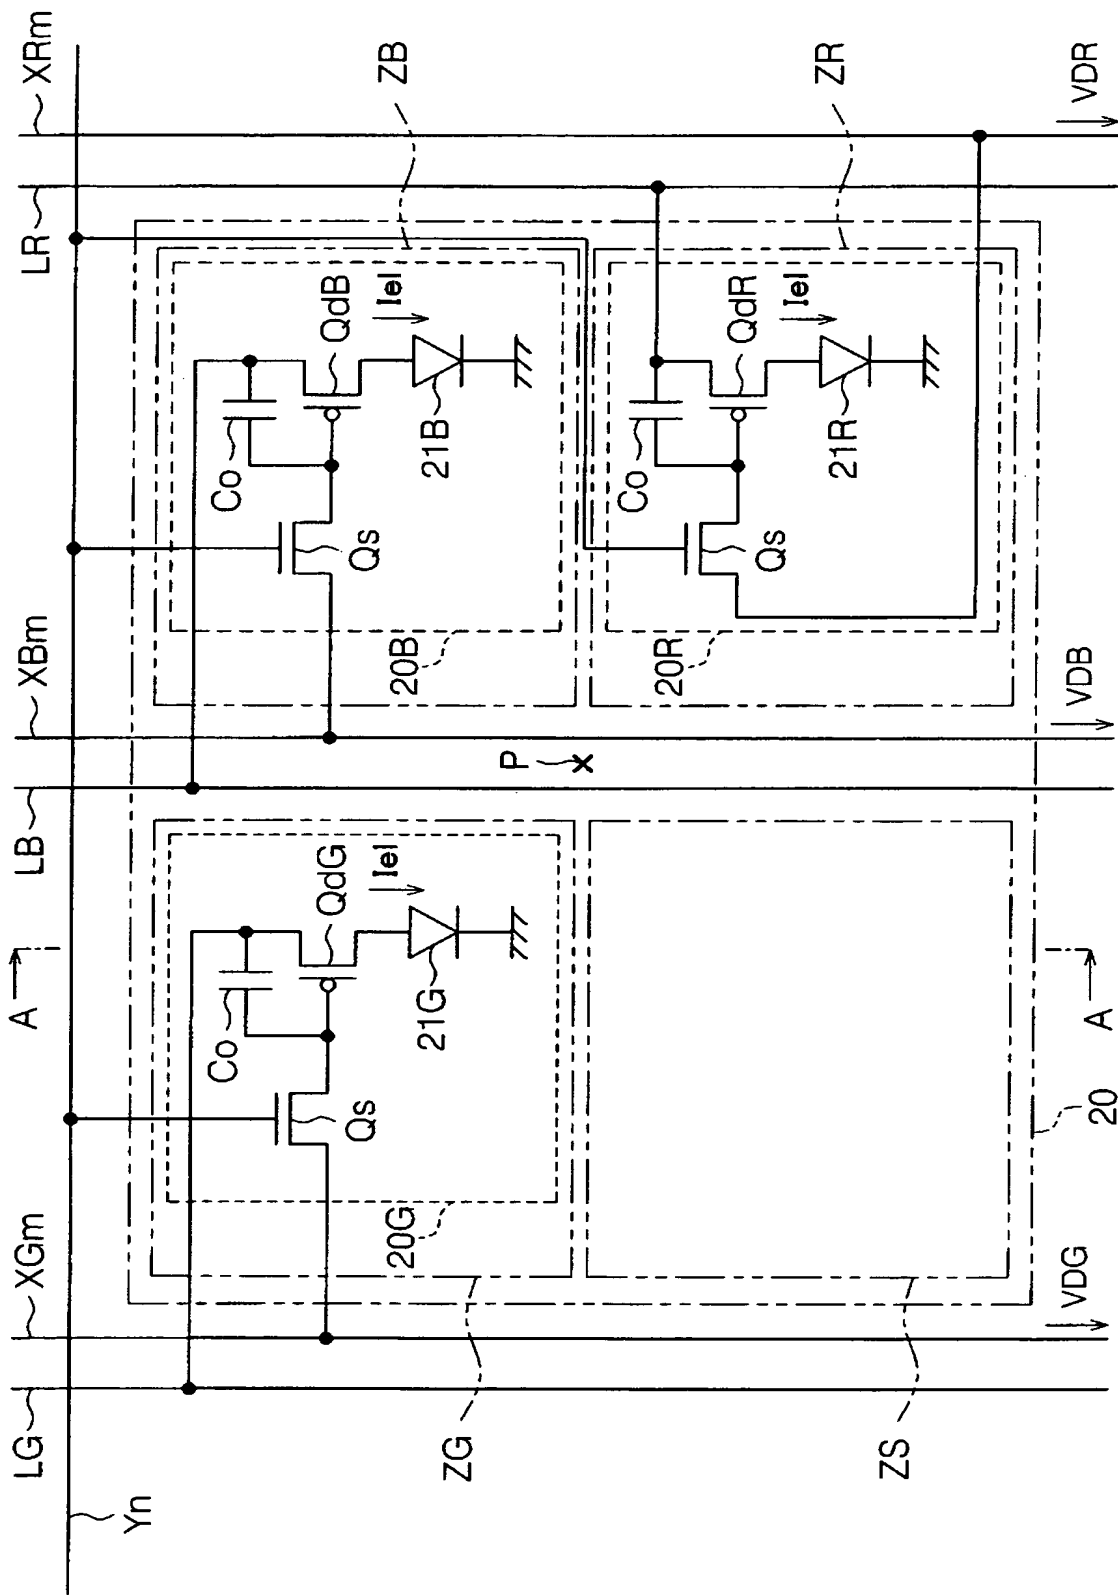 LG
XGm
A
LB
XBm
LR
XRm
Yn
Co
QdG
Iel
Qs
21G
20G
Co
QdB
Iel
Qs
21B
20B
ZB
P
ZG
Co
QdR
Iel
Qs
21R
20R
ZR
ZS
VDG
20
A
VDB
VDR